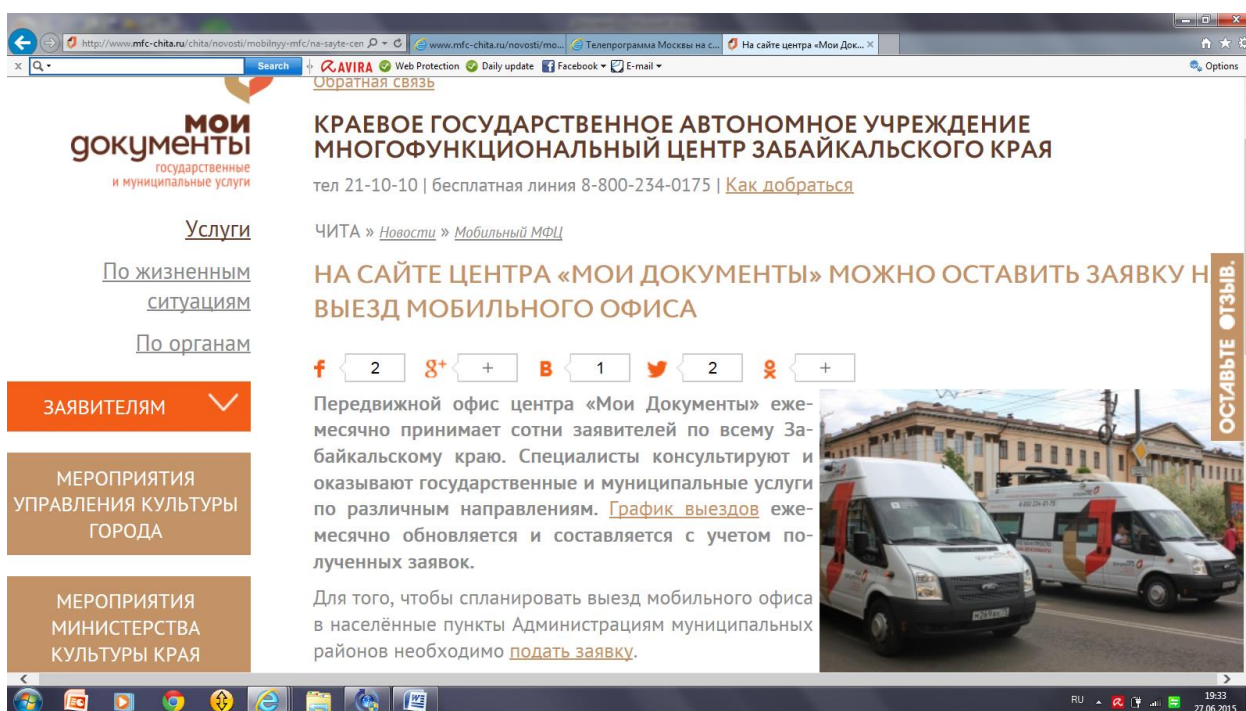 http://www.mfc-chita.ru/chita/novosti/mobilnyy-mfc/na-sayte-cen
www.mfc-chita.ru/novosti/mo...
Телепрограмма Москвы на с...
На сайте центра «Мои Док...
Search
AVIRA
Web Protection
Daily update
Facebook
E-mail
Options
Обратная связь
мои
документы
государственные
и муниципальные услуги
КРАЕВОЕ ГОСУДАРСТВЕННОЕ АВТОНОМНОЕ УЧРЕЖДЕНИЕ
МНОГОФУНКЦИОНАЛЬНЫЙ ЦЕНТР ЗАБАЙКАЛЬСКОГО КРАЯ
тел 21-10-10 | бесплатная линия 8-800-234-0175 | Как добраться
Услуги
По жизненным
ситуациям
По органам
ЗАЯВИТЕЛЯМ
МЕРОПРИЯТИЯ
УПРАВЛЕНИЯ КУЛЬТУРЫ
ГОРОДА
МЕРОПРИЯТИЯ
МИНИСТЕРСТВА
КУЛЬТУРЫ КРАЯ
ЧИТА » Новости » Мобильный МФЦ
НА САЙТЕ ЦЕНТРА «МОИ ДОКУМЕНТЫ» МОЖНО ОСТАВИТЬ ЗАЯВКУ Н
ВЫЕЗД МОБИЛЬНОГО ОФИСА
f 2 g+ + B 1 2 +
Передвижной офис центра «Мои Документы» еже-
месячно принимает сотни заявителей по всему За-
байкальскому краю. Специалисты консультируют и
оказывают государственные и муниципальные услуги
по различным направлениям. График выездов еже-
месячно обновляется и составляется с учетом по-
лученных заявок.
Для того, чтобы спланировать выезд мобильного офиса
в населённые пункты Администрациям муниципальных
районов необходимо подать заявку.
ОСТАВЬТЕ ОТЗЫВ.
RU
19:33
27.06.2015